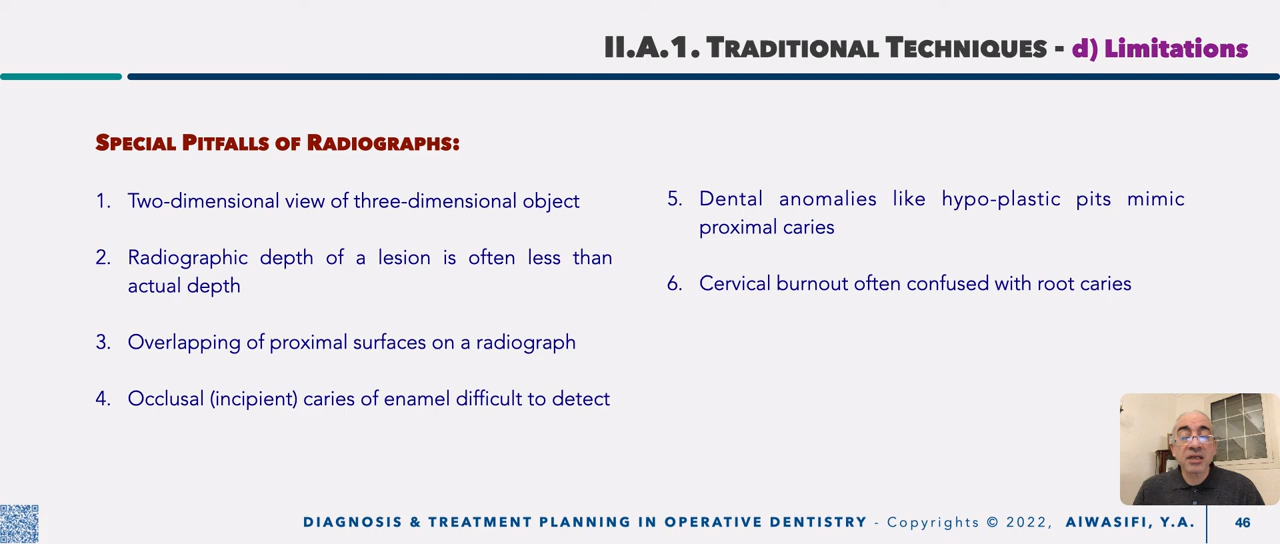 II.A.1. TRADITIONAL TECHNIQUES - d) Limitations
SPECIAL PITFALLS OF RADIOGRAPHS:
1. Two-dimensional view of three-dimensional object
2. Radiographic depth of a lesion is often less than
actual depth
3. Overlapping of proximal surfaces on a radiograph
4. Occlusal (incipient) caries of enamel difficult to detect
5. Dental anomalies like hypo-plastic pits mimic
proximal caries
6. Cervical burnout often confused with root caries
DIAGNOSIS & TREATMENT PLANNING IN OPERATIVE DENTISTRY - Copyrights © 2022, AlWASIFI, Y.A. 46